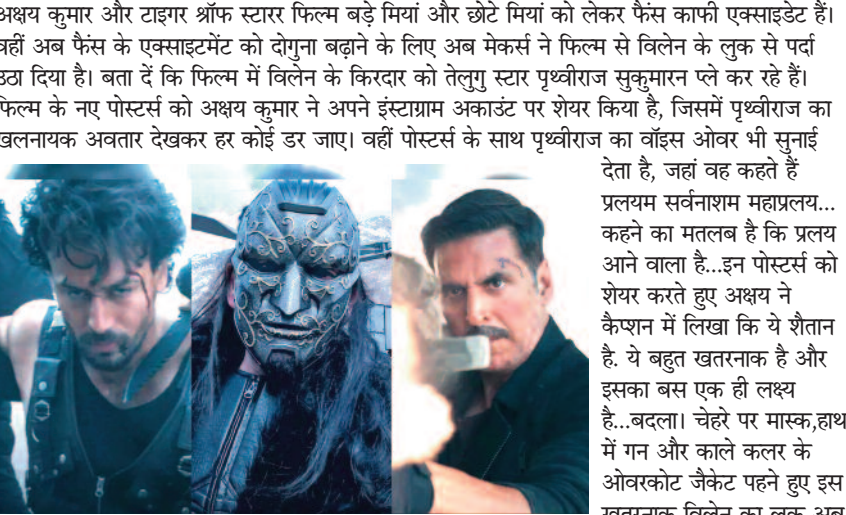 अक्षय कुमार और टाइगर श्रॉफ स्टारर फिल्म बड़े मियां और छोटे मियां को लेकर फैंस काफी एक्साइडेट हैं।
वहीं अब फैंस के एक्साइटमेंट को दोगुना बढ़ाने के लिए अब मेकर्स ने फिल्म से विलेन के लुक से पर्दा
उठा दिया है। बता दें कि फिल्म में विलेन के किरदार को तेलुगु स्टार पृथ्वीराज सुकुमारन प्ले कर रहे हैं।
फिल्म के नए पोस्टर्स को अक्षय कुमार ने अपने इंस्टाग्राम अकाउंट पर शेयर किया है, जिसमें पृथ्वीराज का
खलनायक अवतार देखकर हर कोई डर जाए। वहीं पोस्टर्स के साथ पृथ्वीराज का वॉइस ओवर भी सुनाई
देता है, जहां वह कहते हैं
प्रलयम सर्वनाशम महाप्रलय...
कहने का मतलब है कि प्रलय
आने वाला है...इन पोस्टर्स को
शेयर करते हुए अक्षय ने
कैप्शन में लिखा कि ये शैतान
है. ये बहुत खतरनाक है और
इसका बस एक ही लक्ष्य
है...बदला। चेहरे पर मास्क,हाथ
में गन और काले कलर के
ओवरकोट जैकेट पहने हुए इस
खतरनाक विलेन का लुक अब